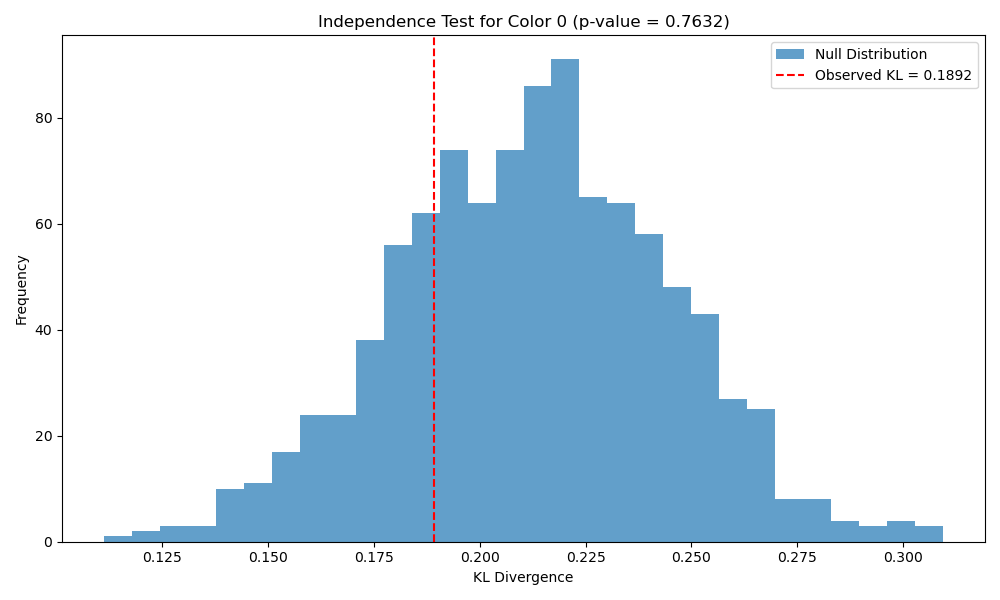 Independence Test for Color 0 (p-value = 0.7632)
Null Distribution
Observed KL = 0.1892
Frequency
80
60
40
20
0
0.125 0.150 0.175 0.200 0.225 0.250 0.275 0.300
KL Divergence